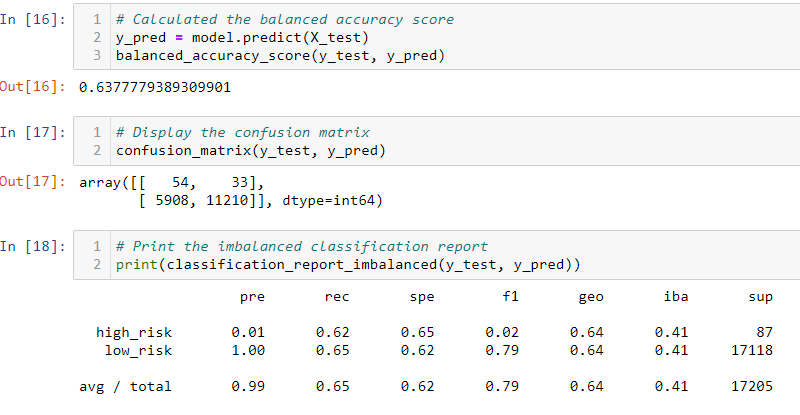 In [16]: 1 # Calculated the balanced accuracy score
2 y_pred = model.predict(X_test)
3 balanced_accuracy_score(y_test, y_pred)
Out[16]: 0.6377779389309901
In [17]: 1 # Display the confusion matrix
2 confusion_matrix(y_test, y_pred)
Out[17]: array([[   54,    33],
       [ 5908, 11210]], dtype=int64)
In [18]: 1 # Print the imbalanced classification report
2 print(classification_report_imbalanced(y_test, y_pred))
pre rec spe f1 geo iba sup
high_risk 0.01 0.62 0.65 0.02 0.64 0.41 87
low_risk 1.00 0.65 0.62 0.79 0.64 0.41 17118
avg / total 0.99 0.65 0.62 0.79 0.64 0.41 17205